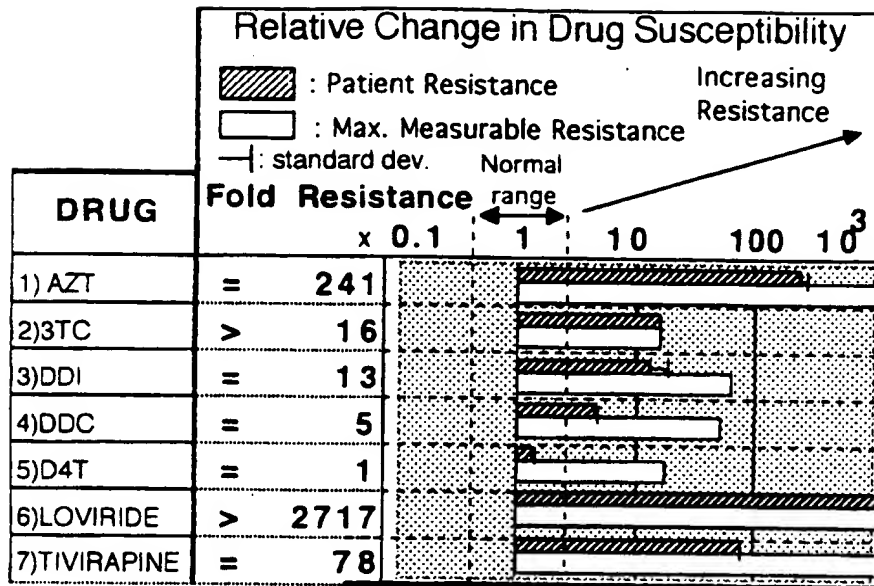 Relative Change in Drug Susceptibility
: Patient Resistance
: Max. Measurable Resistance
: standard dev.
Increasing
Resistance
Normal
range
DRUG
Fold Resistance
x 0.1 1 10 100 10³
1) AZT = 241
2)3TC > 16
3)DDI = 13
4)DDC = 5
5)D4T = 1
6)LOVIRIDE > 2717
7)TIVIRAPINE = 78